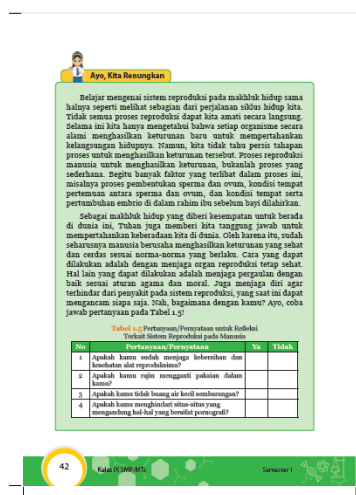 Ayo, Kita Renungkan
Belajar mengenai sistem reproduksi pada makhluk hidup sama
halnya seperti melihat sebagian dari perjalanan siklus hidup kita.
Tidak semua proses reproduksi dapat kita amati secara langsung.
Selama ini kita hanya mengetahui bahwa setiap organisme secara
alami menghasilkan keturunan baru untuk mempertahankan
kelangsungan hidupnya. Namun, kita tidak tahu persis tahapan
proses untuk menghasilkan keturunan tersebut. Proses reproduksi
manusia untuk menghasilkan keturunan, bukanlah proses yang
sederhana. Begitu banyak faktor yang terlibat dalam proses ini,
misalnya proses pembentukan sperma dan ovum, kondisi tempat
pertemuan antara sperma dan ovum, dan kondisi tempat serta
pertumbuhan embrio di dalam rahim ibu sebelum bayi dilahirkan.
Sebagai makhluk hidup yang diberi kesempatan untuk berada
di dunia ini, Tuhan juga memberi kita tanggung jawab untuk
mempertahankan keberadaan kita di dunia. Oleh karena itu, sudah
seharusnya manusia berusaha menghasilkan keturunan yang sehat
dan cerdas sesuai norma-norma yang berlaku. Cara yang dapat
dilakukan adalah dengan menjaga organ reproduksi tetap sehat.
Hal lain yang dapat dilakukan adalah menjaga pergaulan dengan
baik sesuai aturan agama dan moral. Juga menjaga diri agar
terhindar dari penyakit pada sistem reproduksi, yang saat ini dapat
mengancam siapa saja. Nah, bagaimana dengan kamu? Ayo, coba
jawab pertanyaan pada Tabel 1.5!
Tabel 1.5 Pertanyaan/Pernyataan untuk Refleksi
Terkait Sistem Reproduksi pada Manusia
No Pertanyaan/Pernyataan Ya Tidak
1 Apakah kamu sudah menjaga kebersihan dan
kesehatan alat reproduksimu?
2 Apakah kamu rajin mengganti pakaian dalam
kamu?
3 Apakah kamu tidak buang air kecil sembarangan?
4 Apakah kamu menghindari situs-situs yang
mengandung hal-hal yang bersifat pornografi?
42 Kelas IX SMP/MTs Semester 1